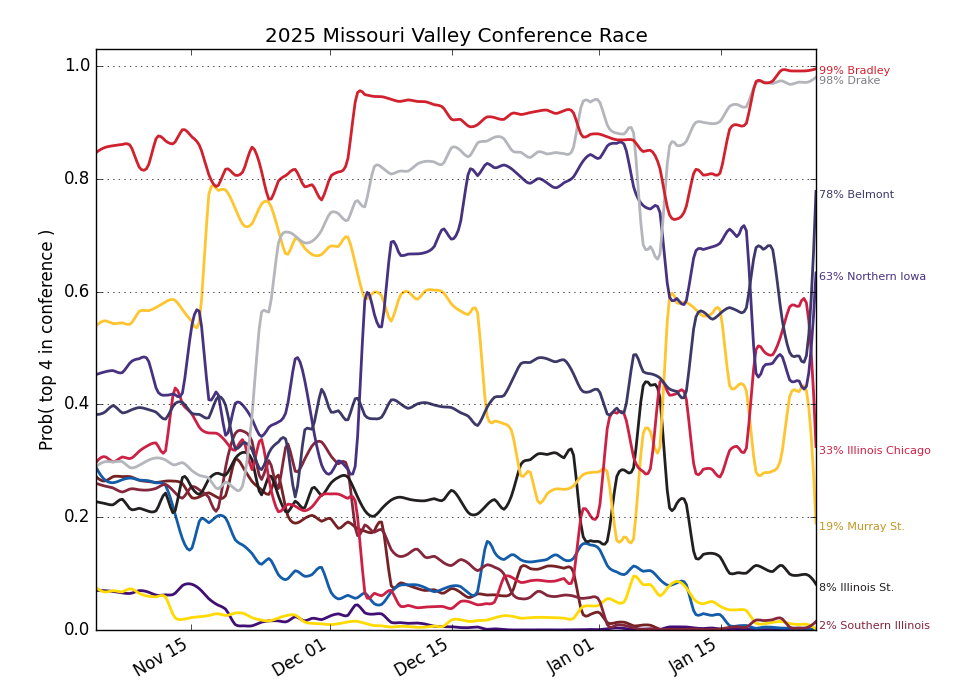 2025 Missouri Valley Conference Race
Prob( top 4 in conference )
1.0
0.8
0.6
0.4
0.2
0.0
Nov 15
Dec 01
Dec 15
Jan 01
Jan 15
99% Bradley
98% Drake
78% Belmont
63% Northern Iowa
33% Illinois Chicago
19% Murray St.
8% Illinois St.
2% Southern Illinois